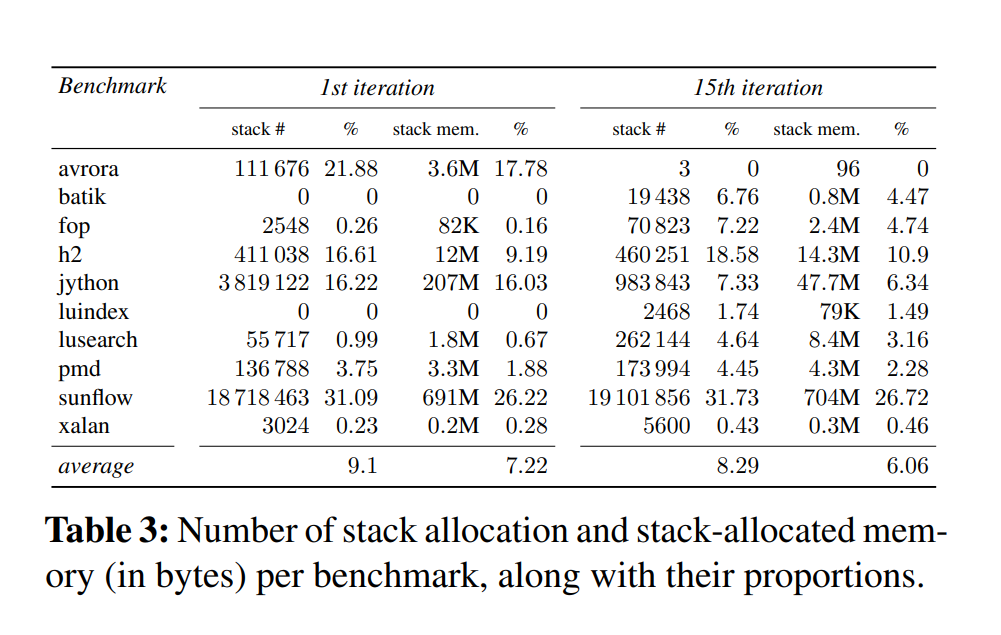 Benchmark 1st iteration 15th iteration
stack # % stack mem. % stack # % stack mem. %
avrora 111 676 21.88 3.6M 17.78 3 0 96 0
batik 0 0 0 0 19 438 6.76 0.8M 4.47
fop 2548 0.26 82K 0.16 70 823 7.22 2.4M 4.74
h2 411 038 16.61 12M 9.19 460 251 18.58 14.3M 10.9
jython 3 819 122 16.22 207M 16.03 983 843 7.33 47.7M 6.34
luindex 0 0 0 0 2468 1.74 79K 1.49
lusearch 55 717 0.99 1.8M 0.67 262 144 4.64 8.4M 3.16
pmd 136 788 3.75 3.3M 1.88 173 994 4.45 4.3M 2.28
sunflow 18 718 463 31.09 691M 26.22 19 101 856 31.73 704M 26.72
xalan 3024 0.23 0.2M 0.28 5600 0.43 0.3M 0.46
average 9.1 7.22 8.29 6.06
Table 3: Number of stack allocation and stack-allocated mem-
ory (in bytes) per benchmark, along with their proportions.